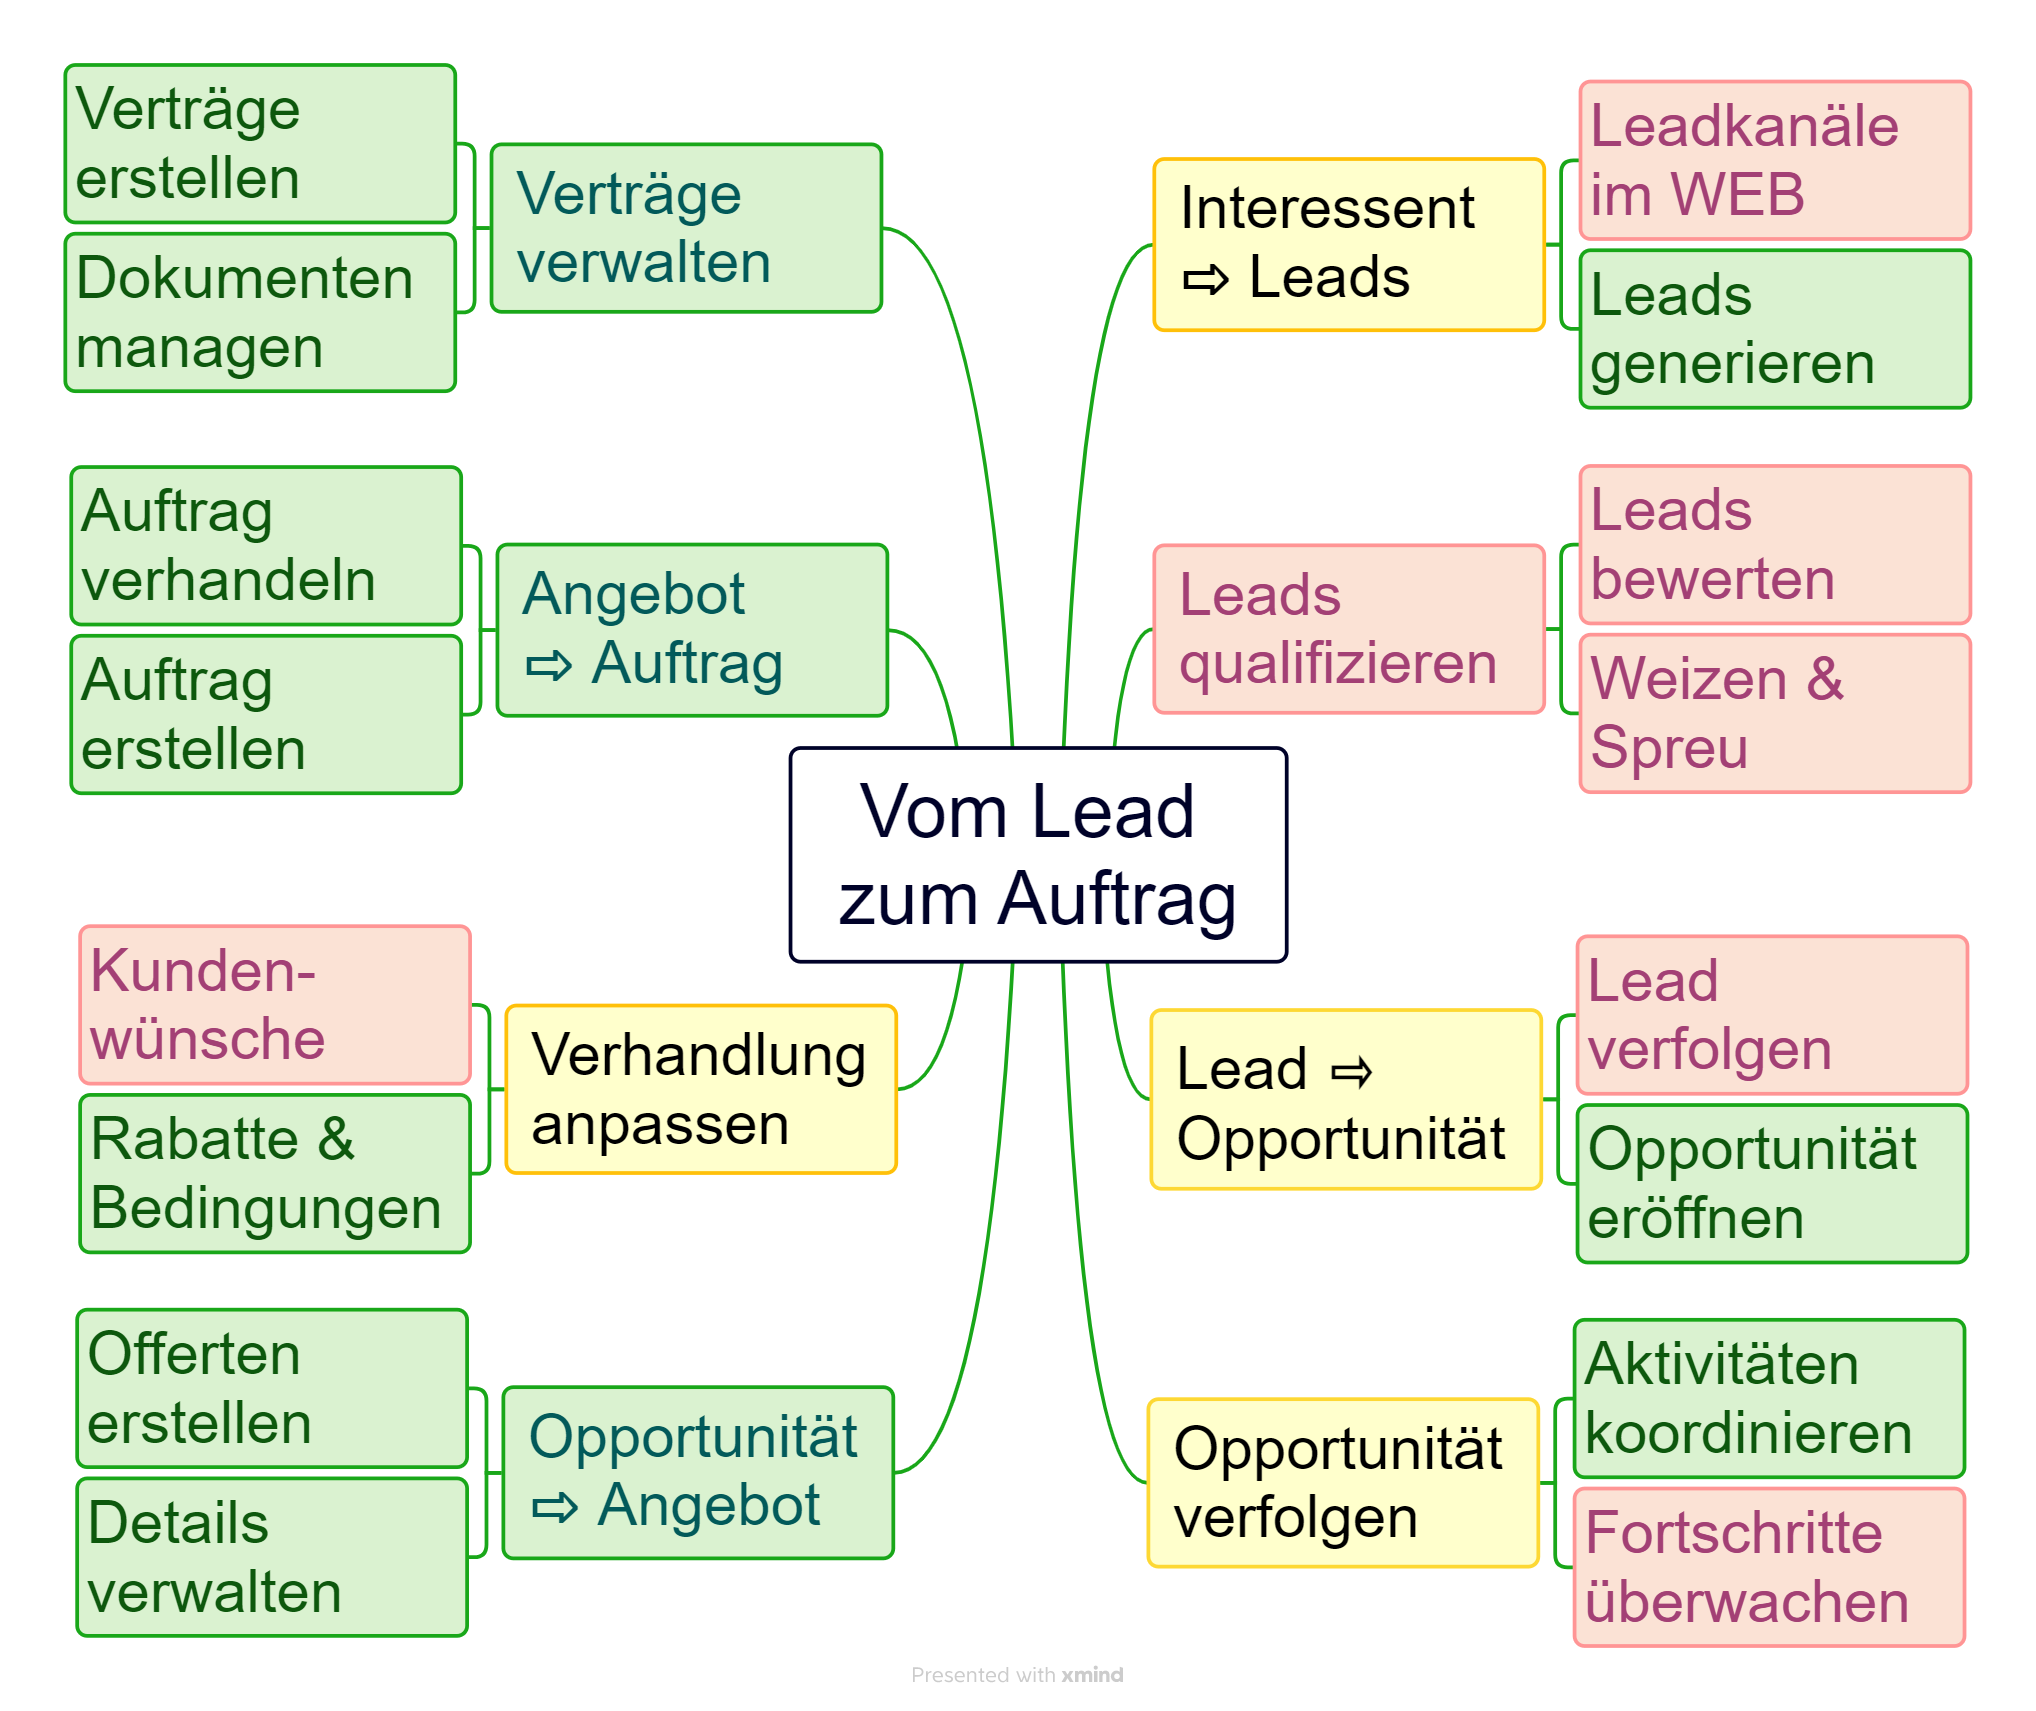 Vom Lead
zum Auftrag
Interessent
⇨ Leads
Leadkanäle
im WEB
Leads
generieren
Leads
qualifizieren
Leads
bewerten
Weizen &
Spreu
Lead ⇨
Opportunität
Lead
verfolgen
Opportunität
eröffnen
Opportunität
verfolgen
Aktivitäten
koordinieren
Fortschritte
überwachen
Opportunität
⇨ Angebot
Offerten
erstellen
Details
verwalten
Verhandlung
anpassen
Kunden-
wünsche
Rabatte &
Bedingungen
Angebot
⇨ Auftrag
Auftrag
verhandeln
Auftrag
erstellen
Verträge
verwalten
Verträge
erstellen
Dokumenten
managen
Presented with xmind